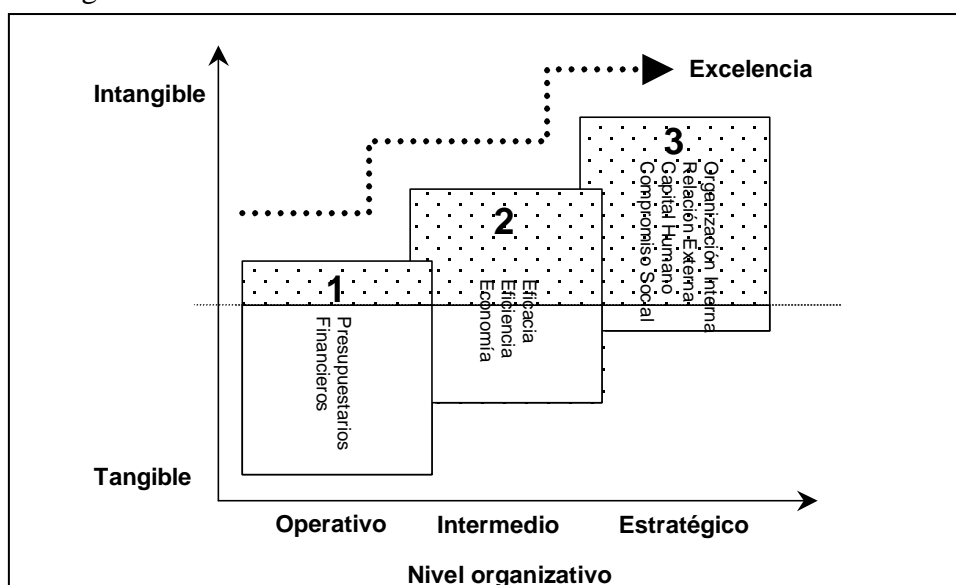 Excelencia
Intangible
3
Organización Interna
Relación Externa
Capital Humano
Compromiso Social
2
Eficacia
Eficiencia
Economía
1
Presupuestarios
Financieros
Tangible
Operativo
Intermedio
Estratégico
Nivel organizativo